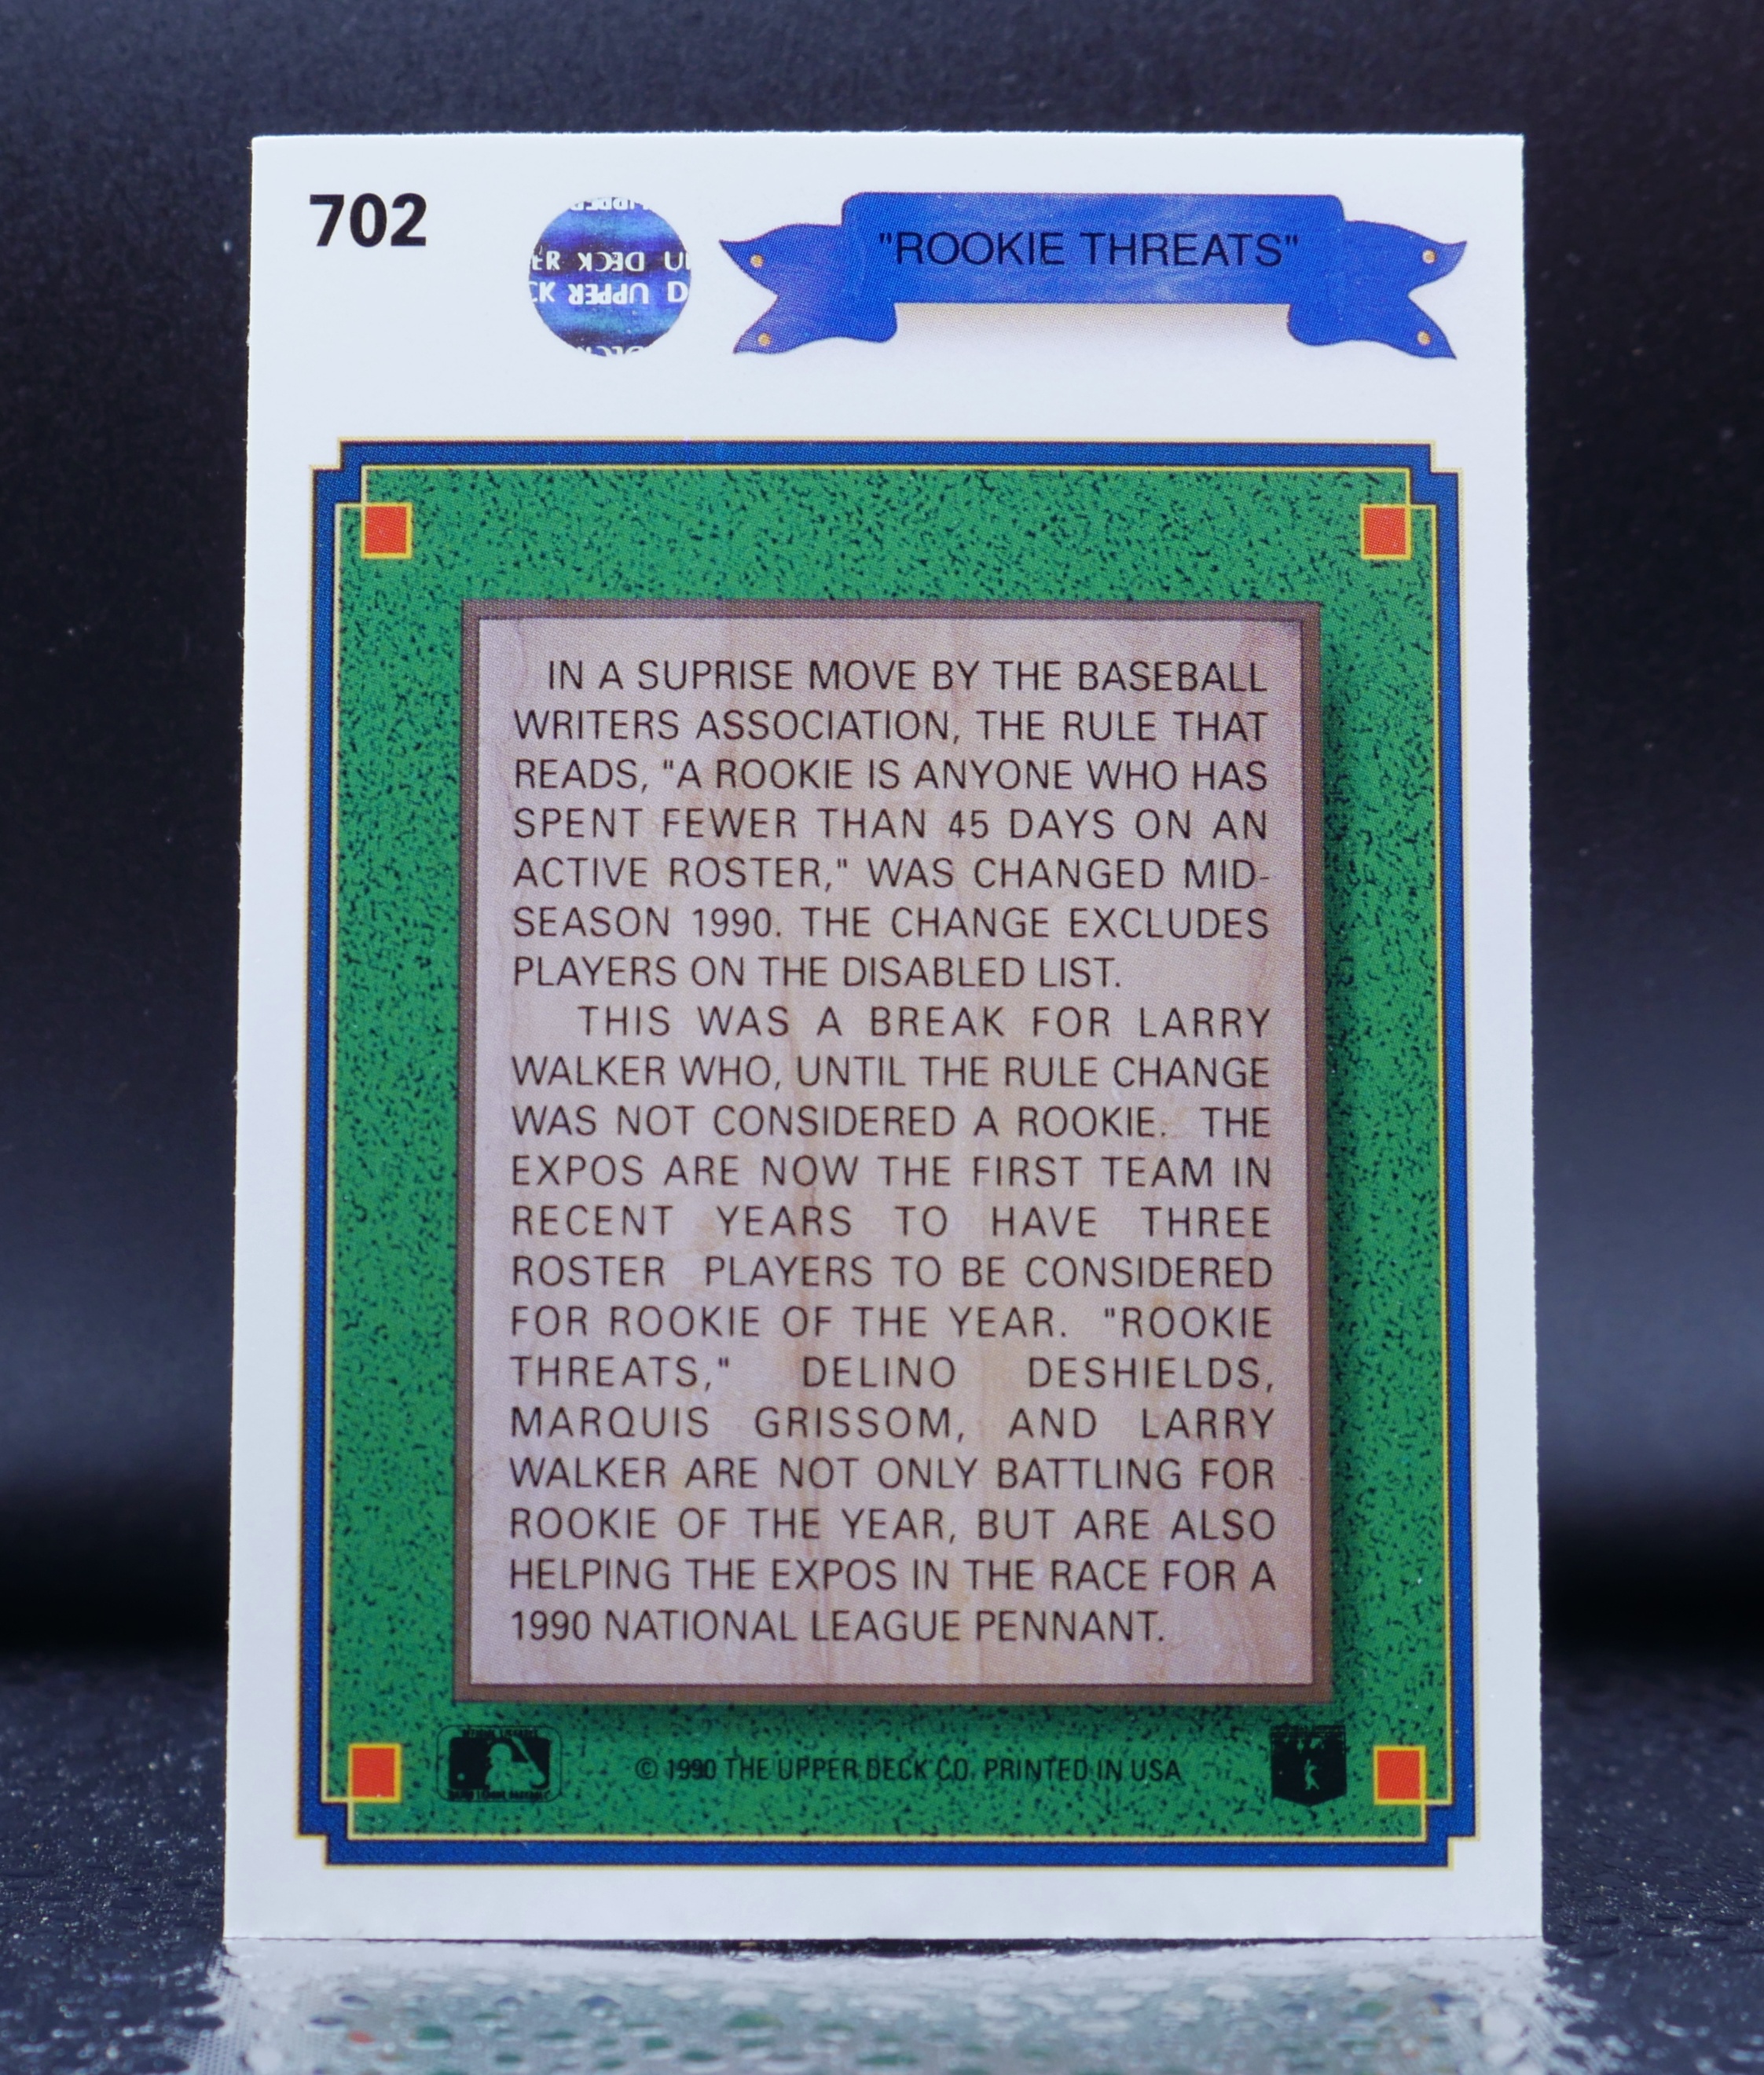 702
UPPER
ER DECK U
CK UPPER D
DECK
"ROOKIE THREATS"
IN A SUPRISE MOVE BY THE BASEBALL
WRITERS ASSOCIATION, THE RULE THAT
READS, "A ROOKIE IS ANYONE WHO HAS
SPENT FEWER THAN 45 DAYS ON AN
ACTIVE ROSTER," WAS CHANGED MID-
SEASON 1990. THE CHANGE EXCLUDES
PLAYERS ON THE DISABLED LIST.
THIS WAS A BREAK FOR LARRY
WALKER WHO, UNTIL THE RULE CHANGE
WAS NOT CONSIDERED A ROOKIE. THE
EXPOS ARE NOW THE FIRST TEAM IN
RECENT YEARS TO HAVE THREE
ROSTER PLAYERS TO BE CONSIDERED
FOR ROOKIE OF THE YEAR. "ROOKIE
THREATS," DELINO DESHIELDS,
MARQUIS GRISSOM, AND LARRY
WALKER ARE NOT ONLY BATTLING FOR
ROOKIE OF THE YEAR, BUT ARE ALSO
HELPING THE EXPOS IN THE RACE FOR A
1990 NATIONAL LEAGUE PENNANT.
© 1990 THE UPPER DECK CO. PRINTED IN USA